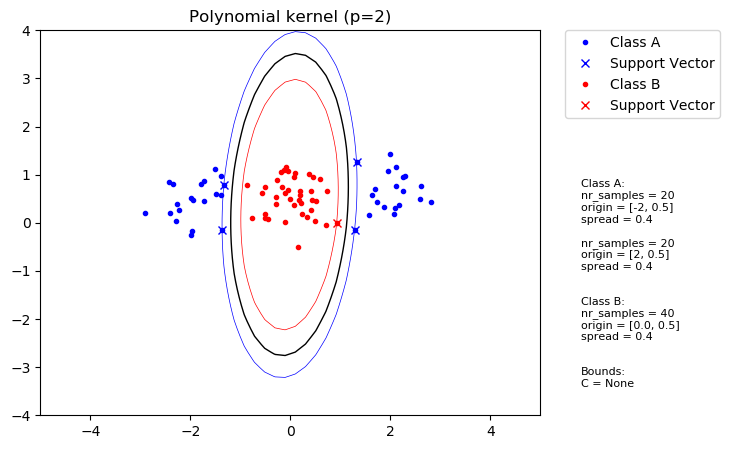 Polynomial kernel (p=2)
4
3
2
1
0
−1
−2
−3
−4
−4
−2
0
2
4
Class A
Support Vector
Class B
Support Vector
Class A:
nr_samples = 20
origin = [-2, 0.5]
spread = 0.4
nr_samples = 20
origin = [2, 0.5]
spread = 0.4
Class B:
nr_samples = 40
origin = [0.0, 0.5]
spread = 0.4
Bounds:
C = None